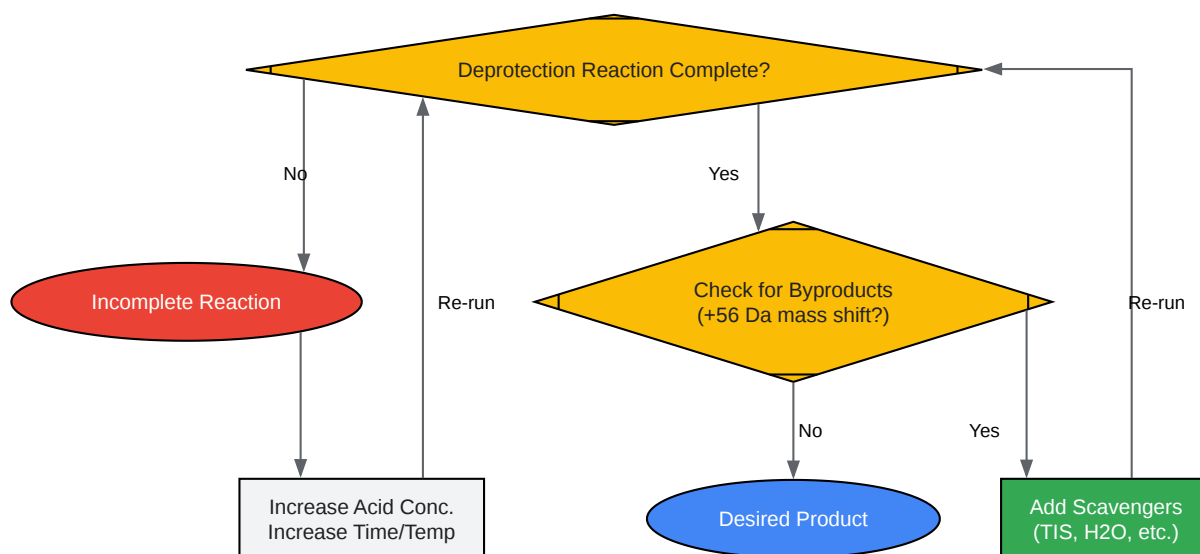 Deprotection Reaction Complete?
No
Yes
Incomplete Reaction
Re-run
Check for Byproducts
(+56 Da mass shift?)
Re-run
No
Yes
Increase Acid Conc.
Increase Time/Temp
Desired Product
Add Scavengers
(TIS, H2O, etc.)